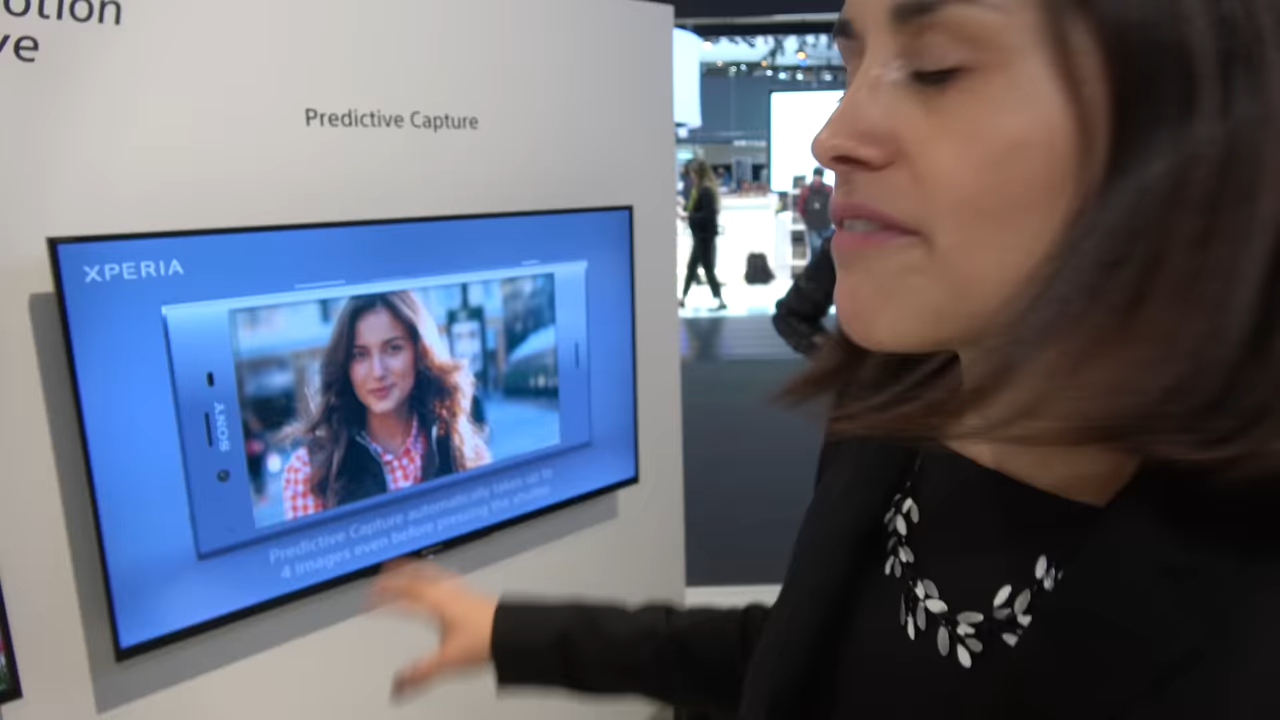 otion
ve
Predictive Capture
XPERIA
SONY
Predictive Capture automatically takes up to
4 images even before pressing the shutter